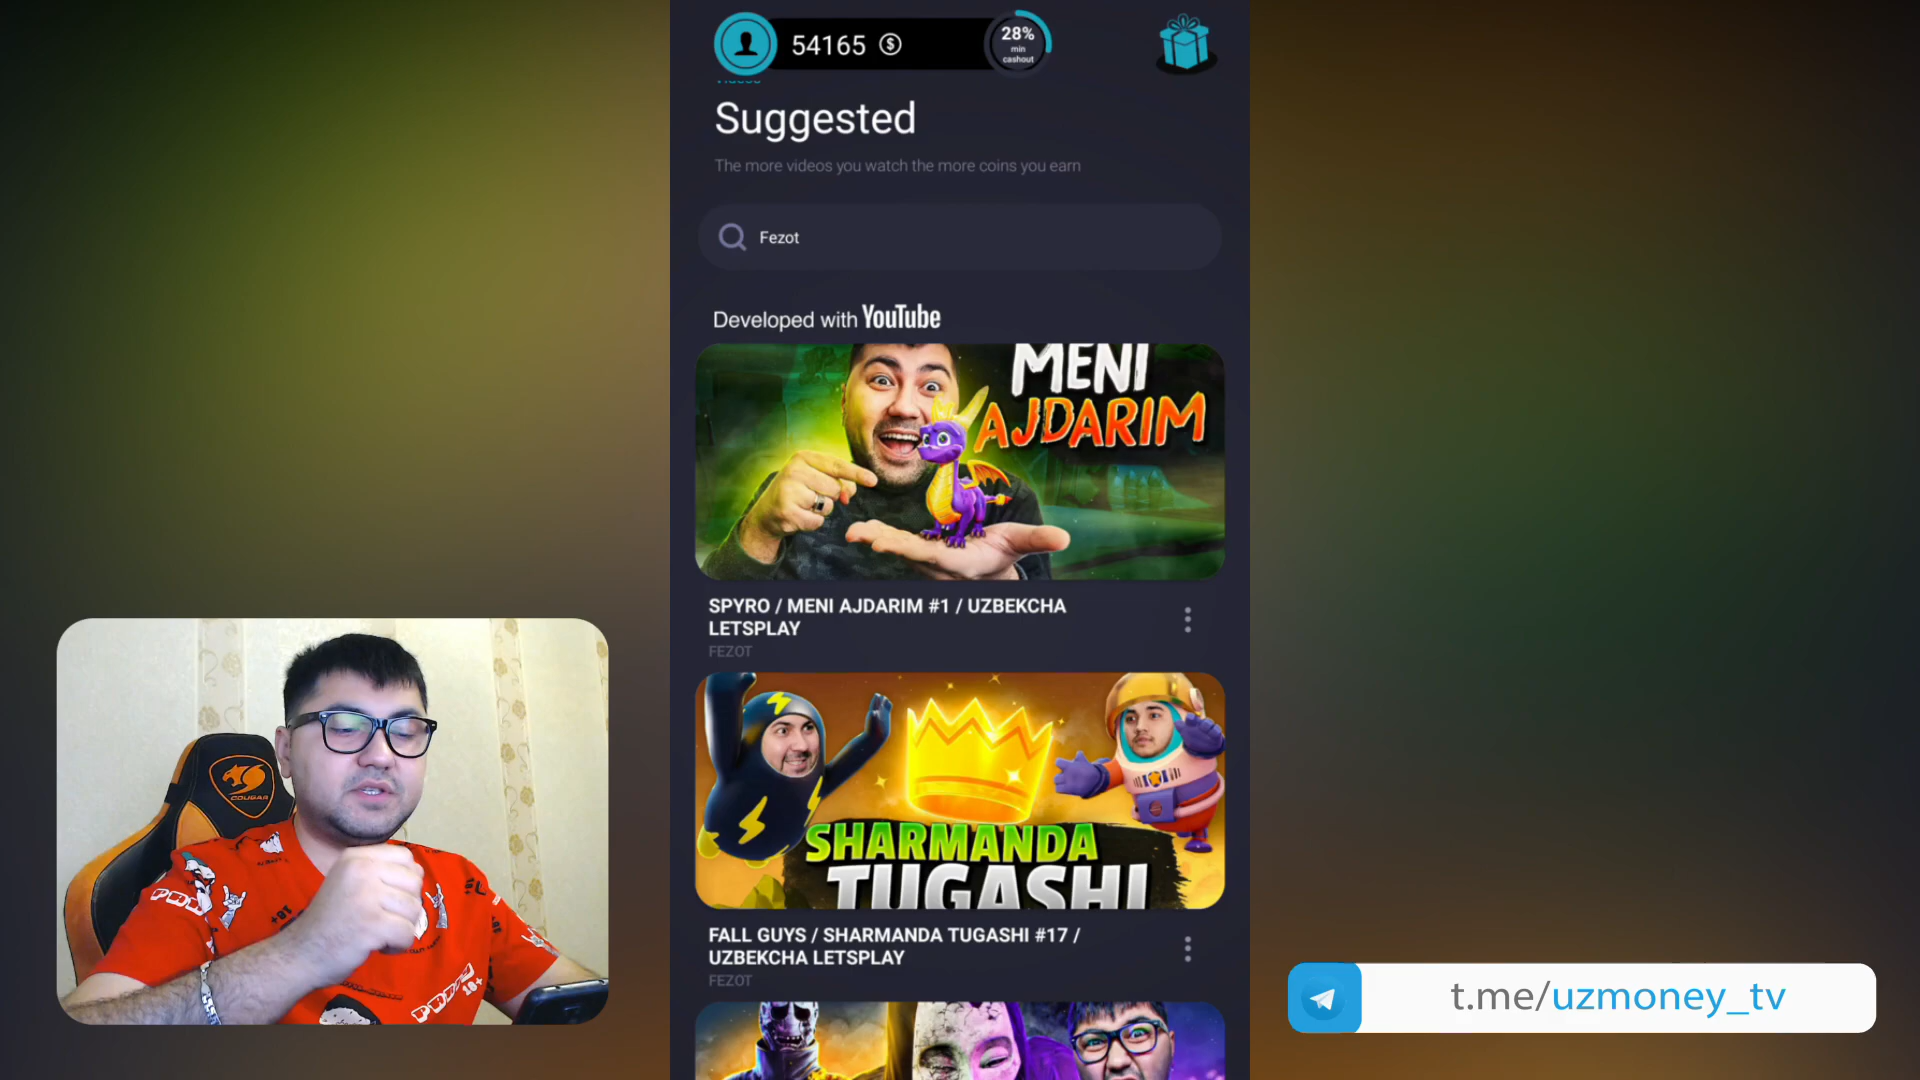 54165
28%
min
cashout
Suggested
The more videos you watch the more coins you earn
Fezot
Developed with YouTube
MENI
AJDARIM
SPYRO / MENI AJDARIM #1 / UZBEKCHA
LETSPLAY
FEZOT
SHARMANDA
TUGASHI
FALL GUYS / SHARMANDA TUGASHI #17 /
UZBEKCHA LETSPLAY
FEZOT
COUGAR
18+
t.me/uzmoney_tv